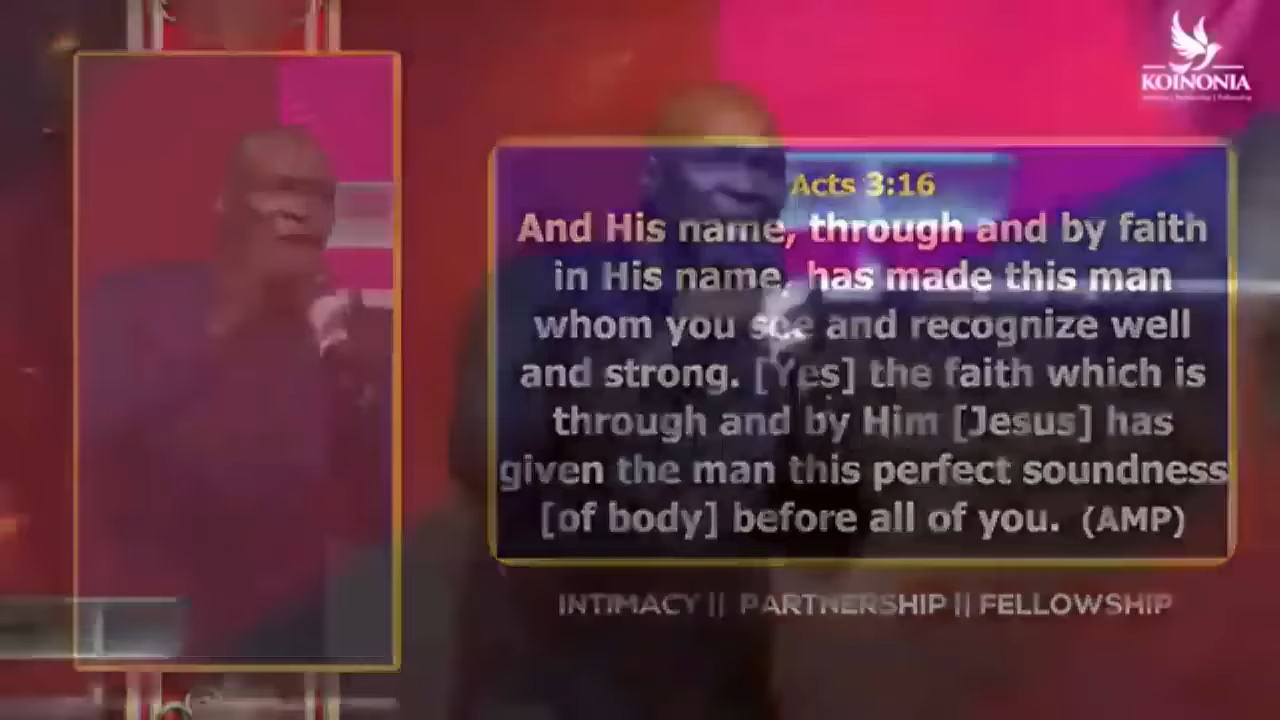 KOINONIA
Acts 3:16
And His name, through and by faith
in His name, has made this man
whom you see and recognize well
and strong. [Yes] the faith which is
through and by Him [Jesus] has
given the man this perfect soundness
[of body] before all of you. (AMP)
INTIMACY || PARTNERSHIP || FELLOWSHIP